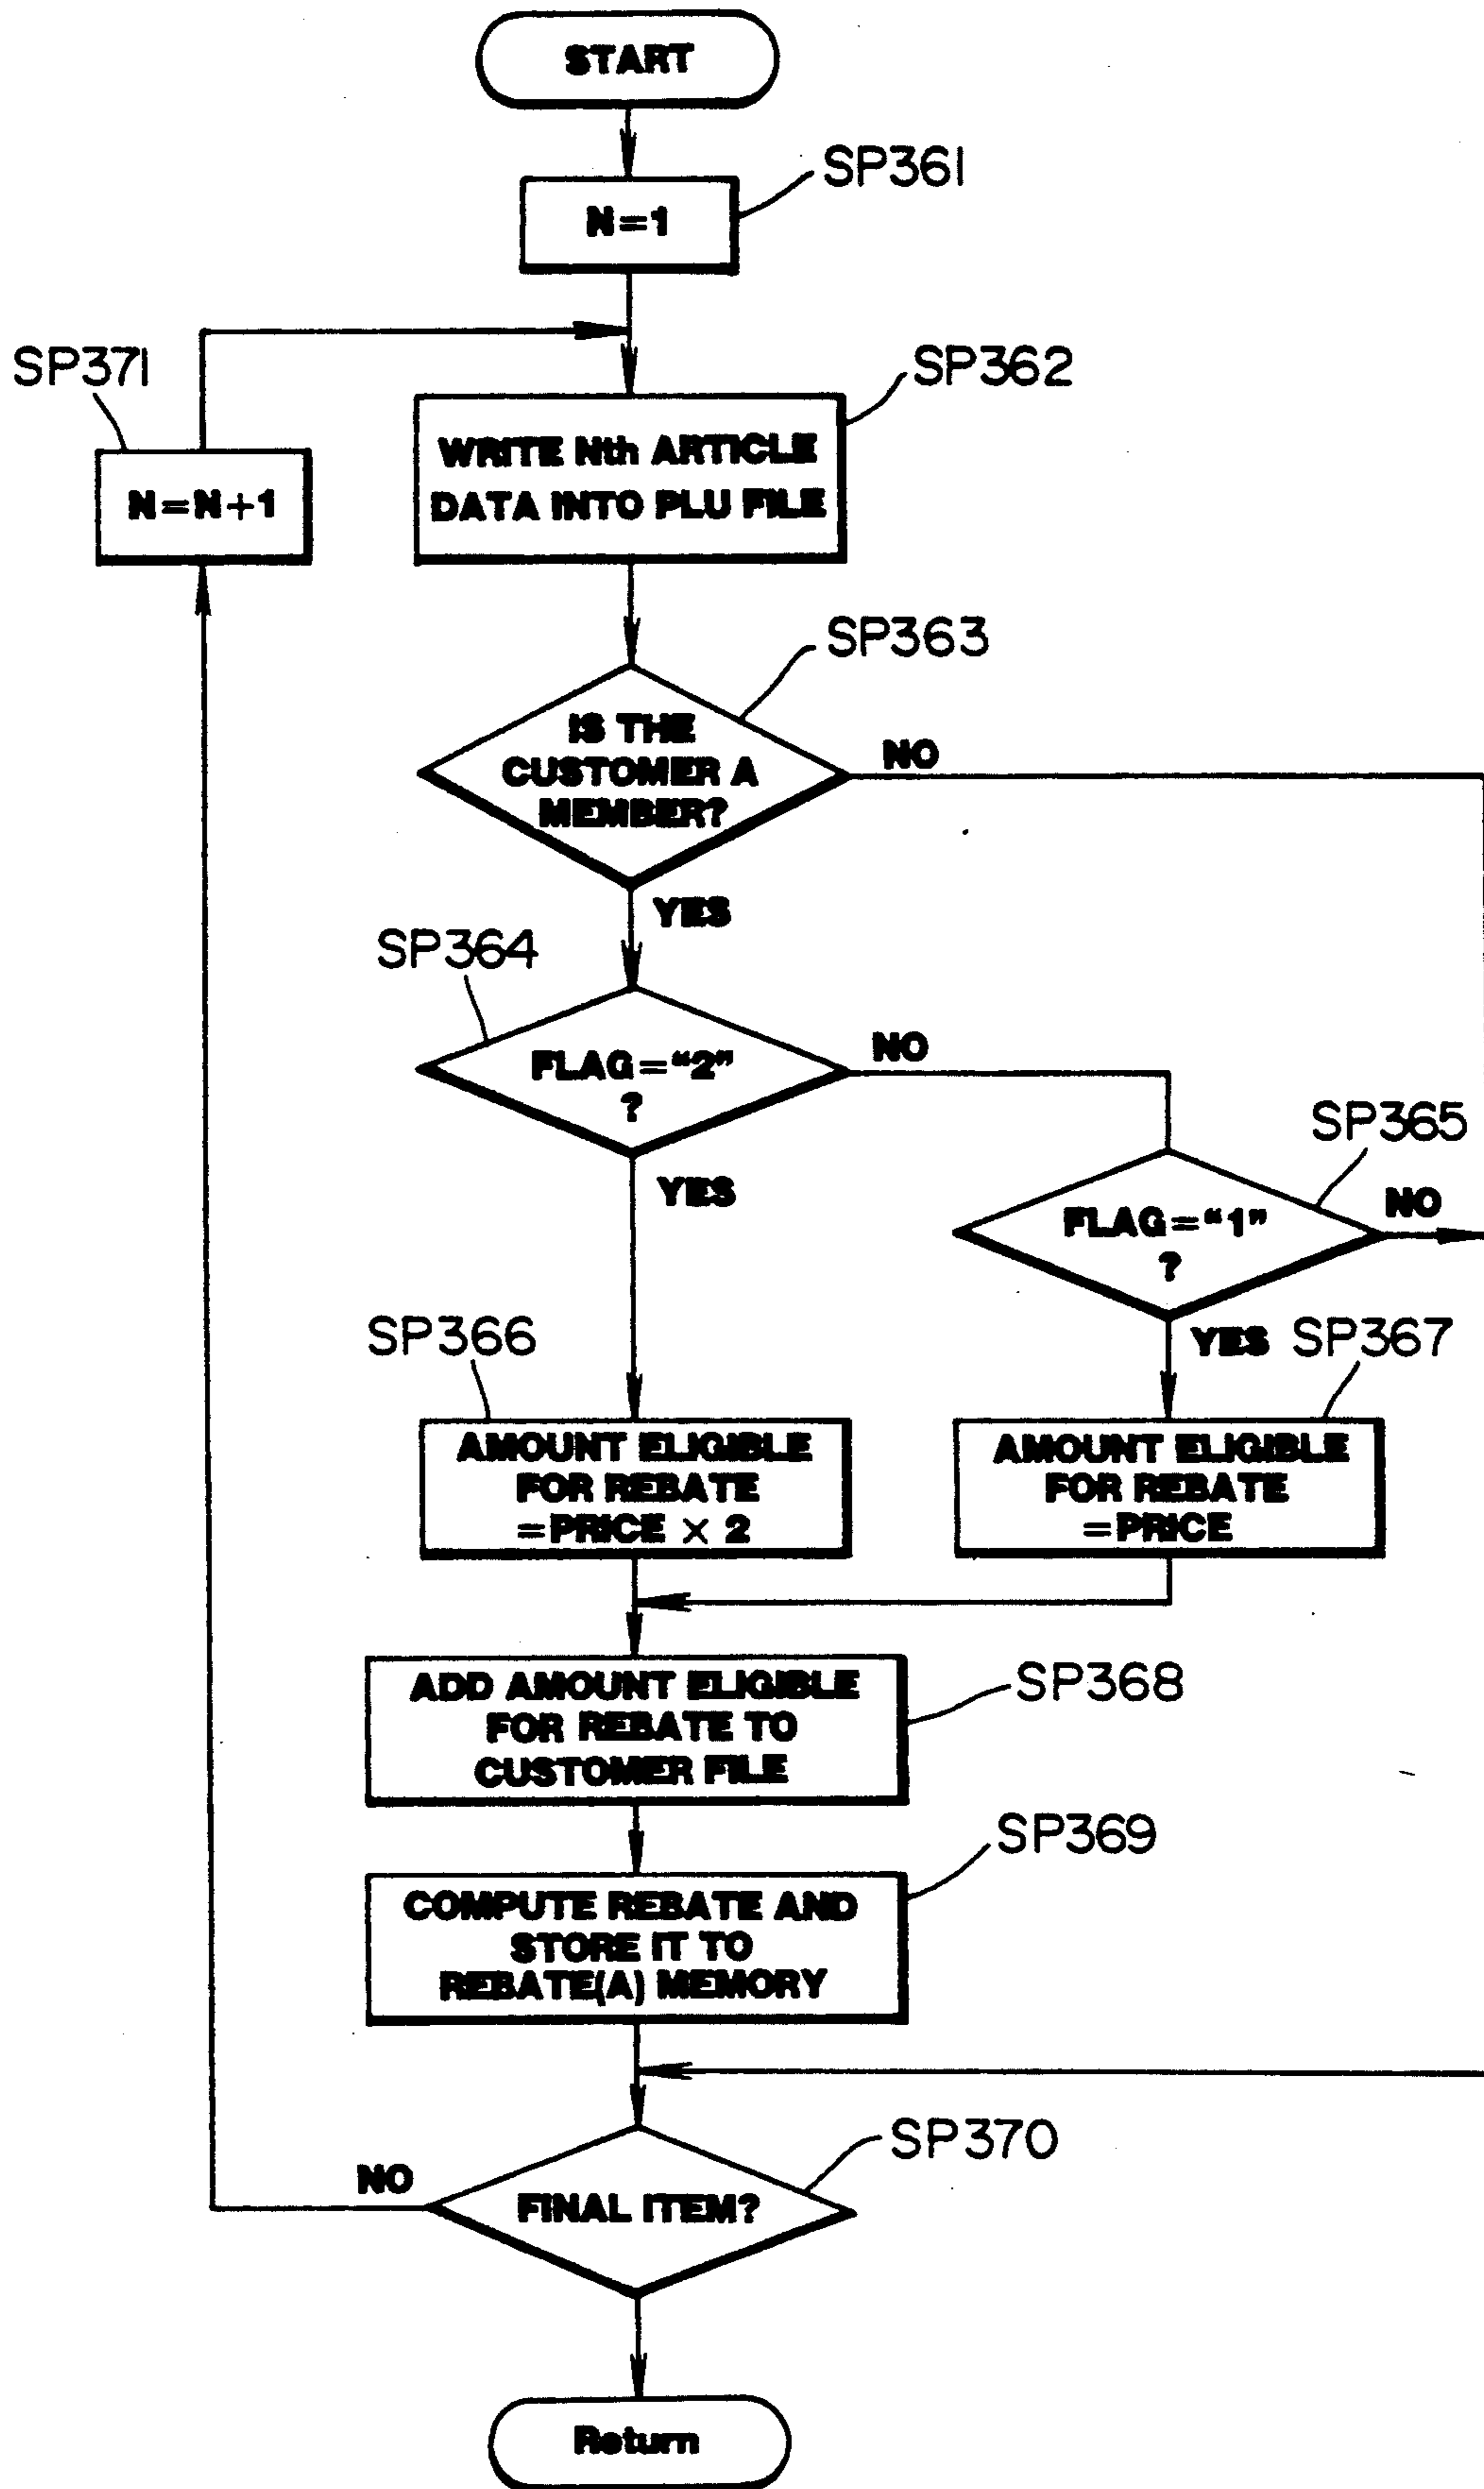 START
SP361
N=1
SP371
SP362
WRITE Nth ARTICLE
DATA INTO PLU FILE
N=N+1
SP363
IS THE
CUSTOMER A
MEMBER?
NO
YES
SP364
FLAG="2"
?
NO
YES
SP365
FLAG="1"
?
NO
YES
SP366
SP367
AMOUNT ELIGIBLE
FOR REBATE
=PRICE × 2
AMOUNT ELIGIBLE
FOR REBATE
=PRICE
ADD AMOUNT ELIGIBLE
FOR REBATE TO
CUSTOMER FILE
SP368
SP369
COMPUTE REBATE AND
STORE IT TO
REBATE(A) MEMORY
SP370
NO
FINAL ITEM?
Return